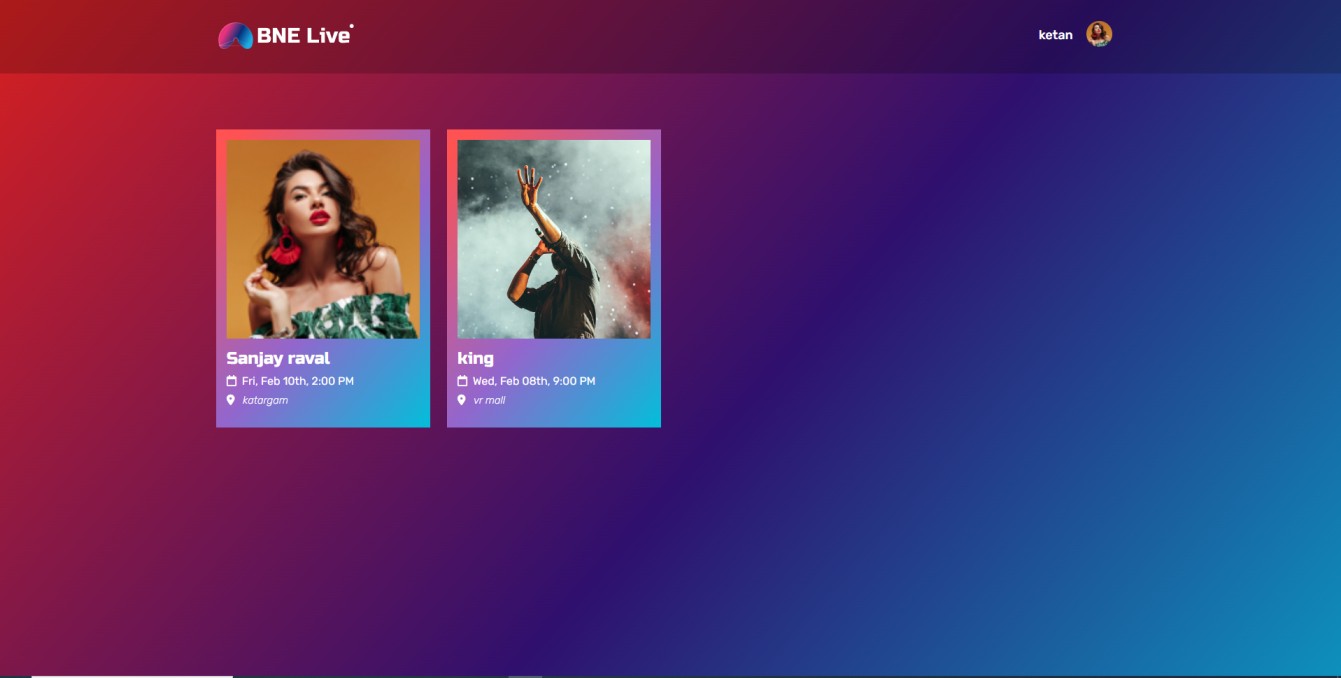 BNE Live
ketan
Sanjay raval
Fri, Feb 10th, 2:00 PM
katargam
king
Wed, Feb 08th, 9:00 PM
vr mall